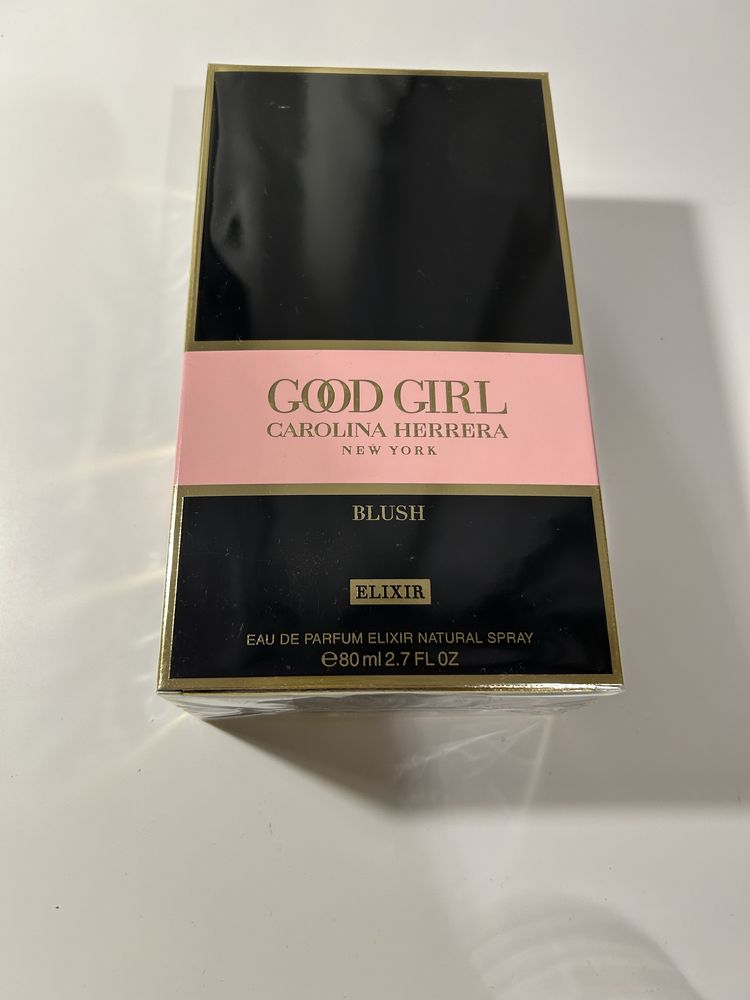 GOOD GIRL
CAROLINA HERRERA
NEW YORK
BLUSH
ELIXIR
EAU DE PARFUM ELIXIR NATURAL SPRAY
℮80 ml 2.7 FL OZ